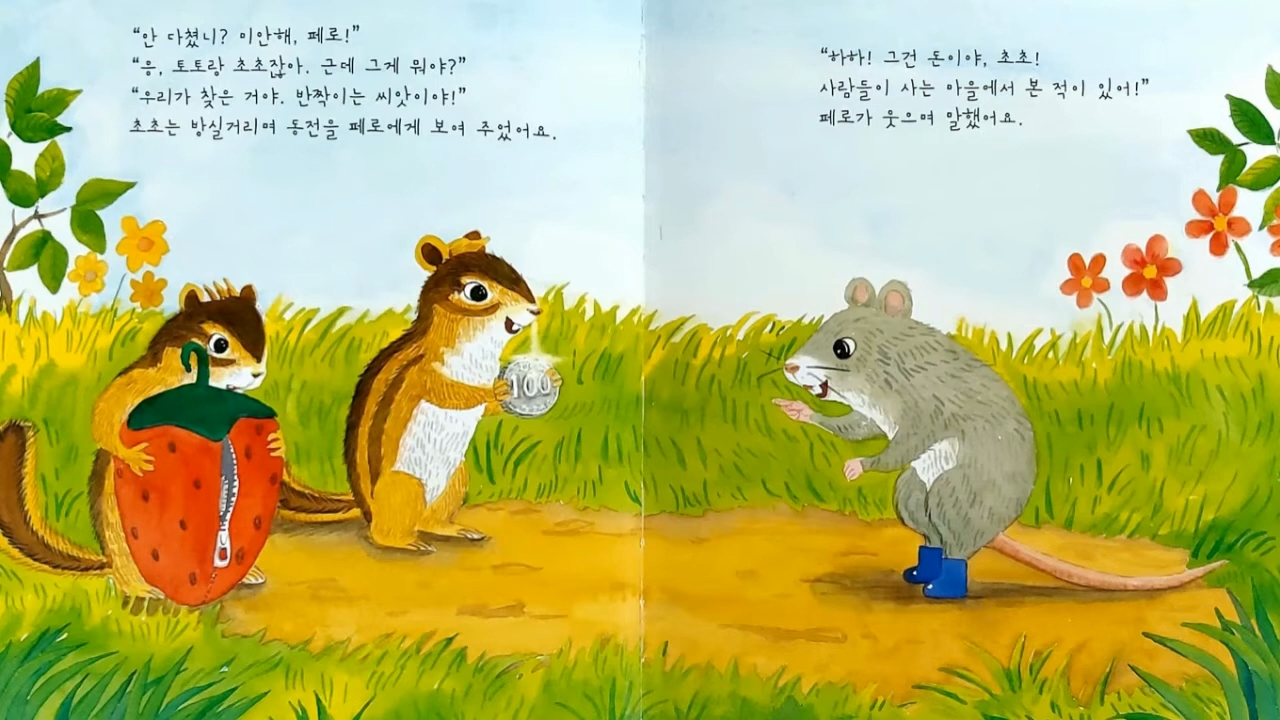 “안 다쳤니? 미안해, 페로!”
“응, 토토랑 초초잖아. 근데 그게 뭐야?”
“우리가 찾은 거야. 반짝이는 씨앗이야!”
초초는 방실거리며 동전을 페로에게 보여 주었어요.
“하하! 그건 돈이야, 초초!
사람들이 사는 마을에서 본 적이 있어!”
페로가 웃으며 말했어요.
100